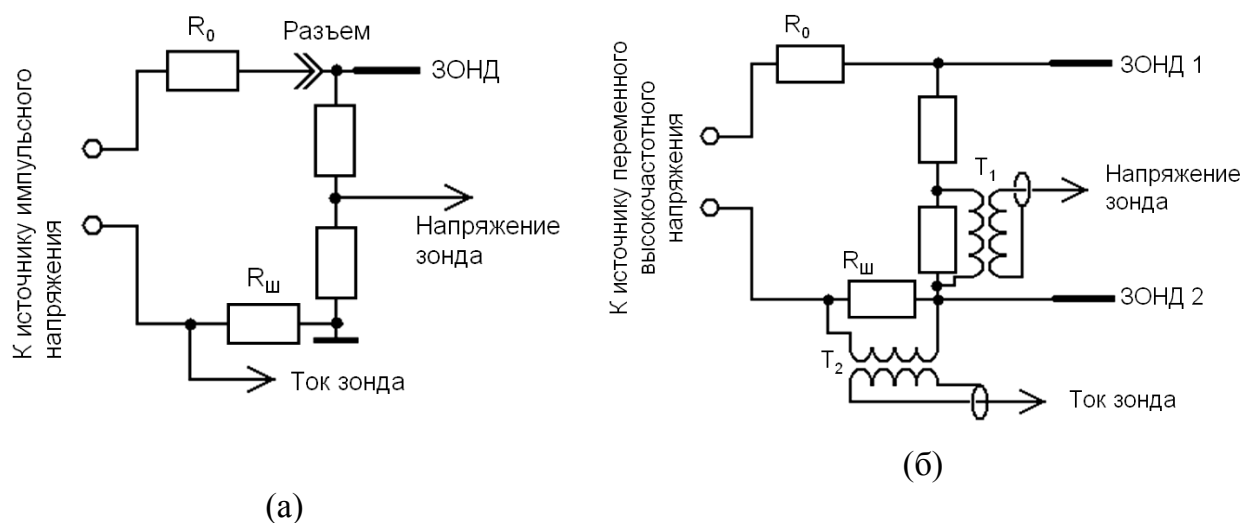 К источнику импульсного
напряжения
R₀
Разъем
ЗОНД
Напряжение
зонда
RШ
Ток зонда
(а)
К источнику переменного
высокочастотного
напряжения
R₀
ЗОНД 1
T₁
Напряжение
зонда
RШ
ЗОНД 2
T₂
Ток зонда
(б)